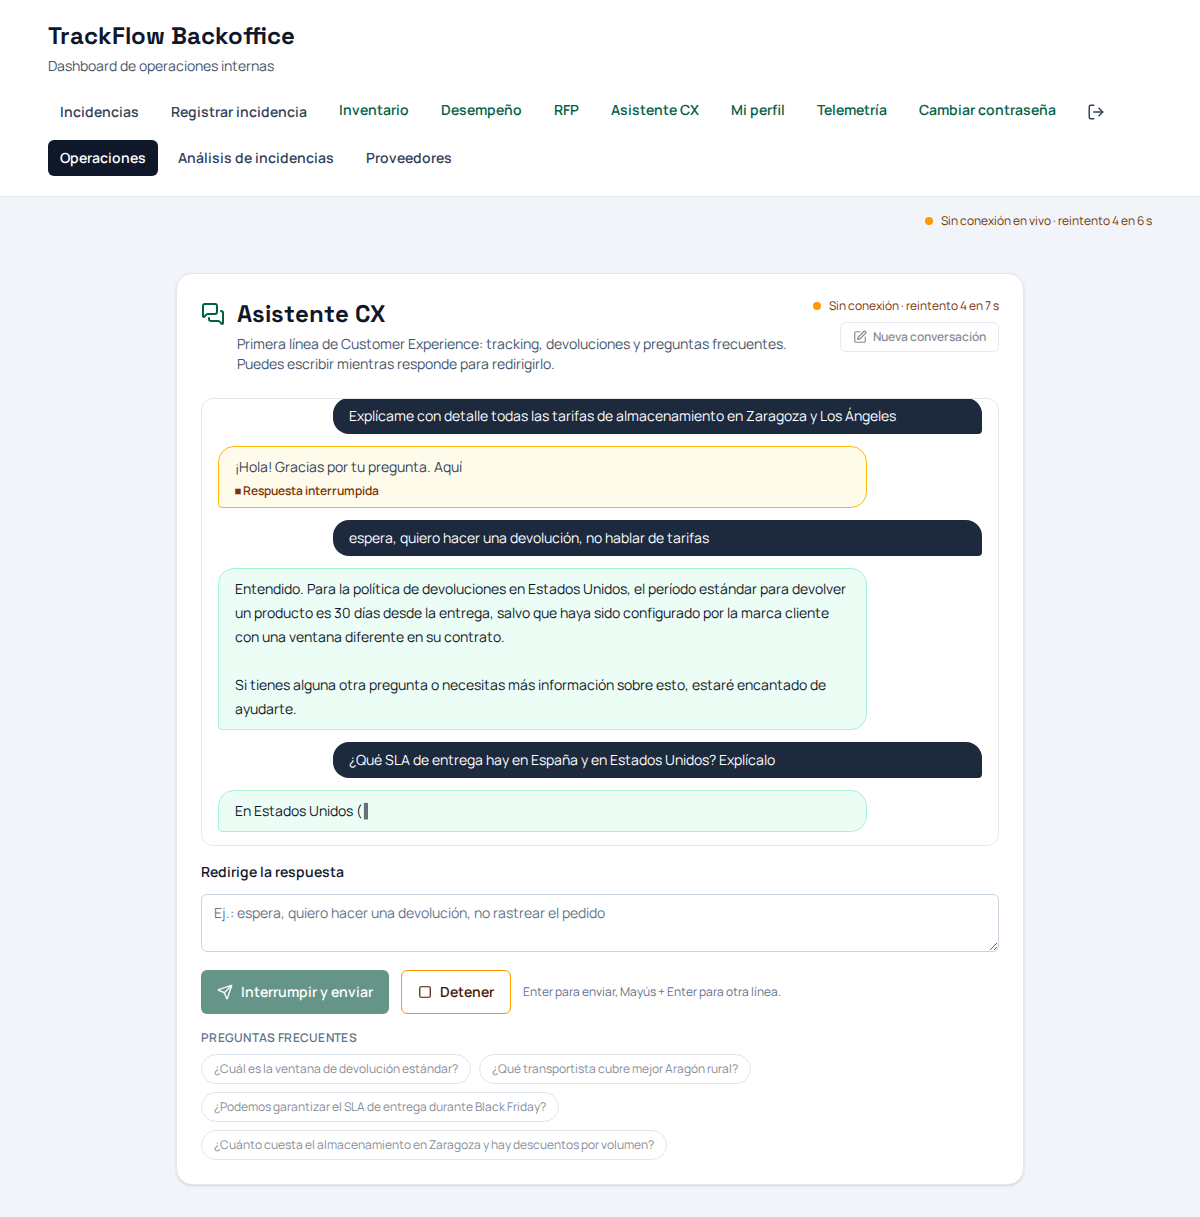 TrackFlow Backoffice
Dashboard de operaciones internas
Incidencias Registrar incidencia Inventario Desempeño RFP Asistente CX Mi perfil Telemetría Cambiar contraseña
Operaciones Análisis de incidencias Proveedores
Sin conexión en vivo · reintento 4 en 6 s
Asistente CX
Sin conexión · reintento 4 en 7 s
Primera línea de Customer Experience: tracking, devoluciones y preguntas frecuentes.
Puedes escribir mientras responde para redirigirlo.
Nueva conversación
Explícame con detalle todas las tarifas de almacenamiento en Zaragoza y Los Ángeles
¡Hola! Gracias por tu pregunta. Aquí
■ Respuesta interrumpida
espera, quiero hacer una devolución, no hablar de tarifas
Entendido. Para la política de devoluciones en Estados Unidos, el período estándar para devolver
un producto es 30 días desde la entrega, salvo que haya sido configurado por la marca cliente
con una ventana diferente en su contrato.
Si tienes alguna otra pregunta o necesitas más información sobre esto, estaré encantado de
ayudarte.
¿Qué SLA de entrega hay en España y en Estados Unidos? Explícalo
En Estados Unidos (
Redirige la respuesta
Ej.: espera, quiero hacer una devolución, no rastrear el pedido
Interrumpir y enviar Detener Enter para enviar, Mayús + Enter para otra línea.
PREGUNTAS FRECUENTES
¿Cuál es la ventana de devolución estándar? ¿Qué transportista cubre mejor Aragón rural?
¿Podemos garantizar el SLA de entrega durante Black Friday?
¿Cuánto cuesta el almacenamiento en Zaragoza y hay descuentos por volumen?